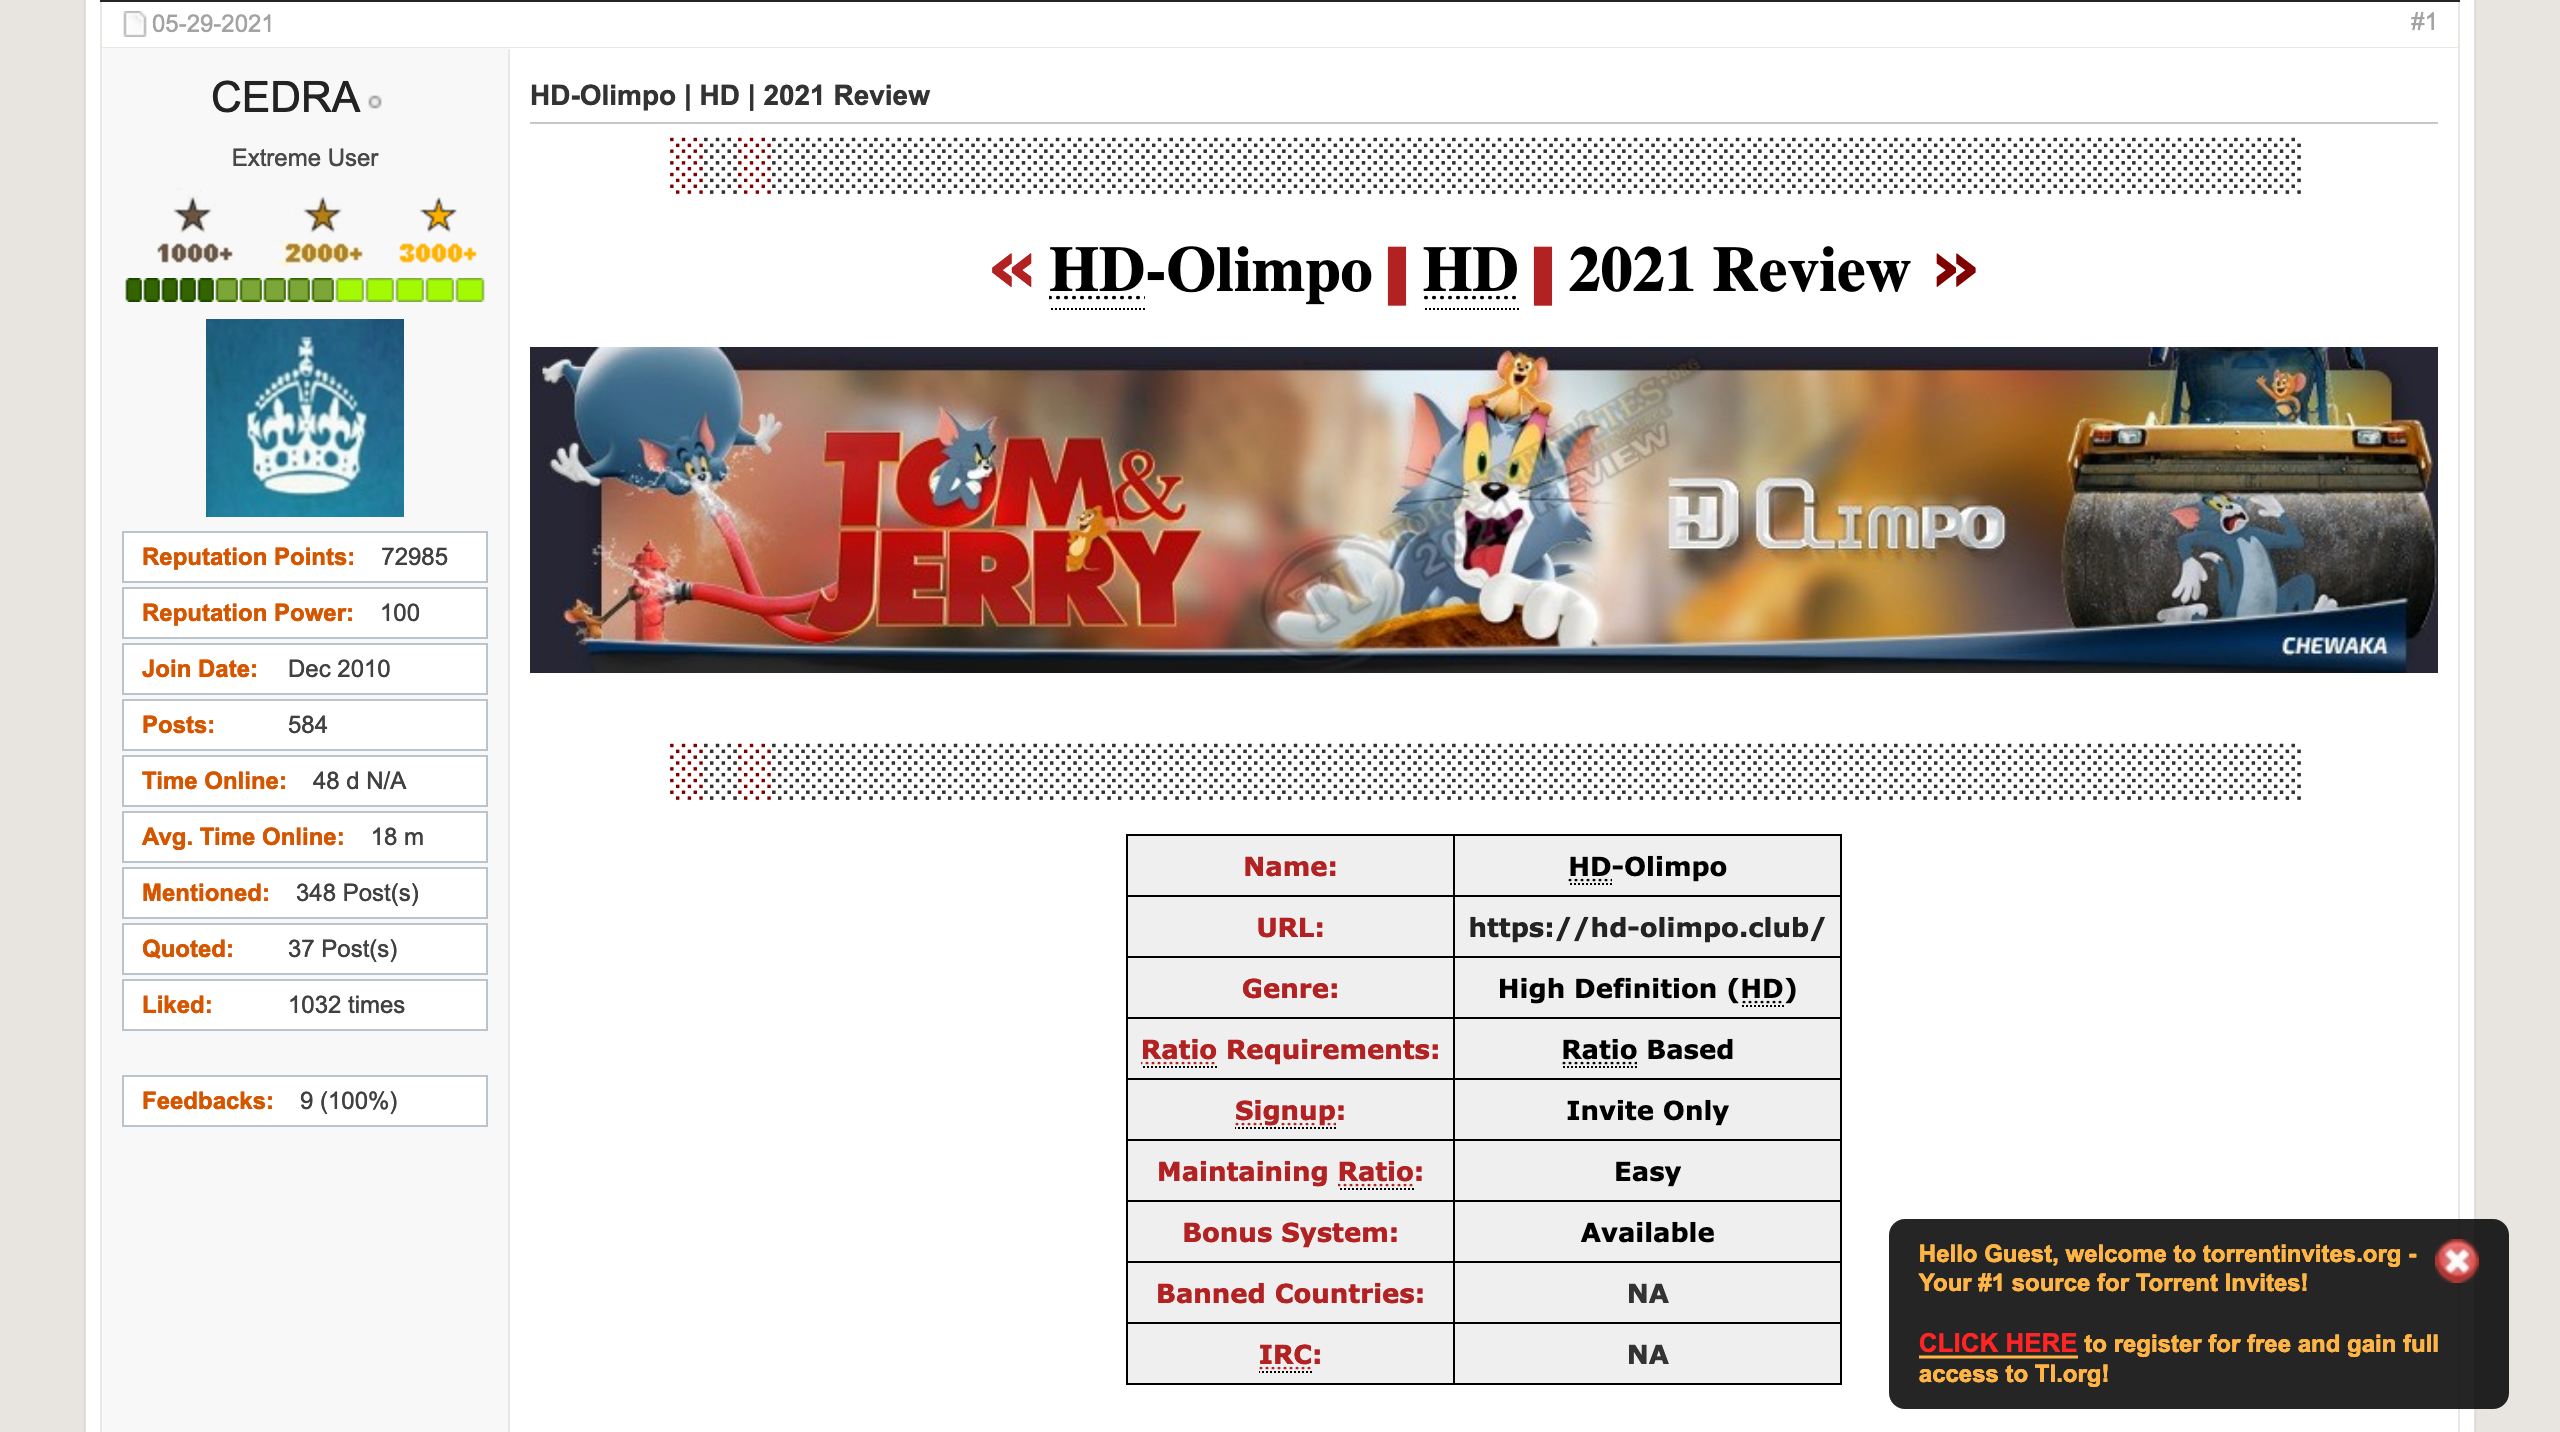 05-29-2021
#1
CEDRA
Extreme User
1000+ 2000+ 3000+
Reputation Points: 72985
Reputation Power: 100
Join Date: Dec 2010
Posts: 584
Time Online: 48 d N/A
Avg. Time Online: 18 m
Mentioned: 348 Post(s)
Quoted: 37 Post(s)
Liked: 1032 times
Feedbacks: 9 (100%)
HD-Olimpo | HD | 2021 Review
« HD-Olimpo | HD | 2021 Review »
TOM &
JERRY
HD OLIMPO
CHEWAKA
TI
REVIEW
Name: HD-Olimpo
URL: https://hd-olimpo.club/
Genre: High Definition (HD)
Ratio Requirements: Ratio Based
Signup: Invite Only
Maintaining Ratio: Easy
Bonus System: Available
Banned Countries: NA
IRC: NA
Hello Guest, welcome to torrentinvites.org -
Your #1 source for Torrent Invites!
CLICK HERE to register for free and gain full
access to TI.org!